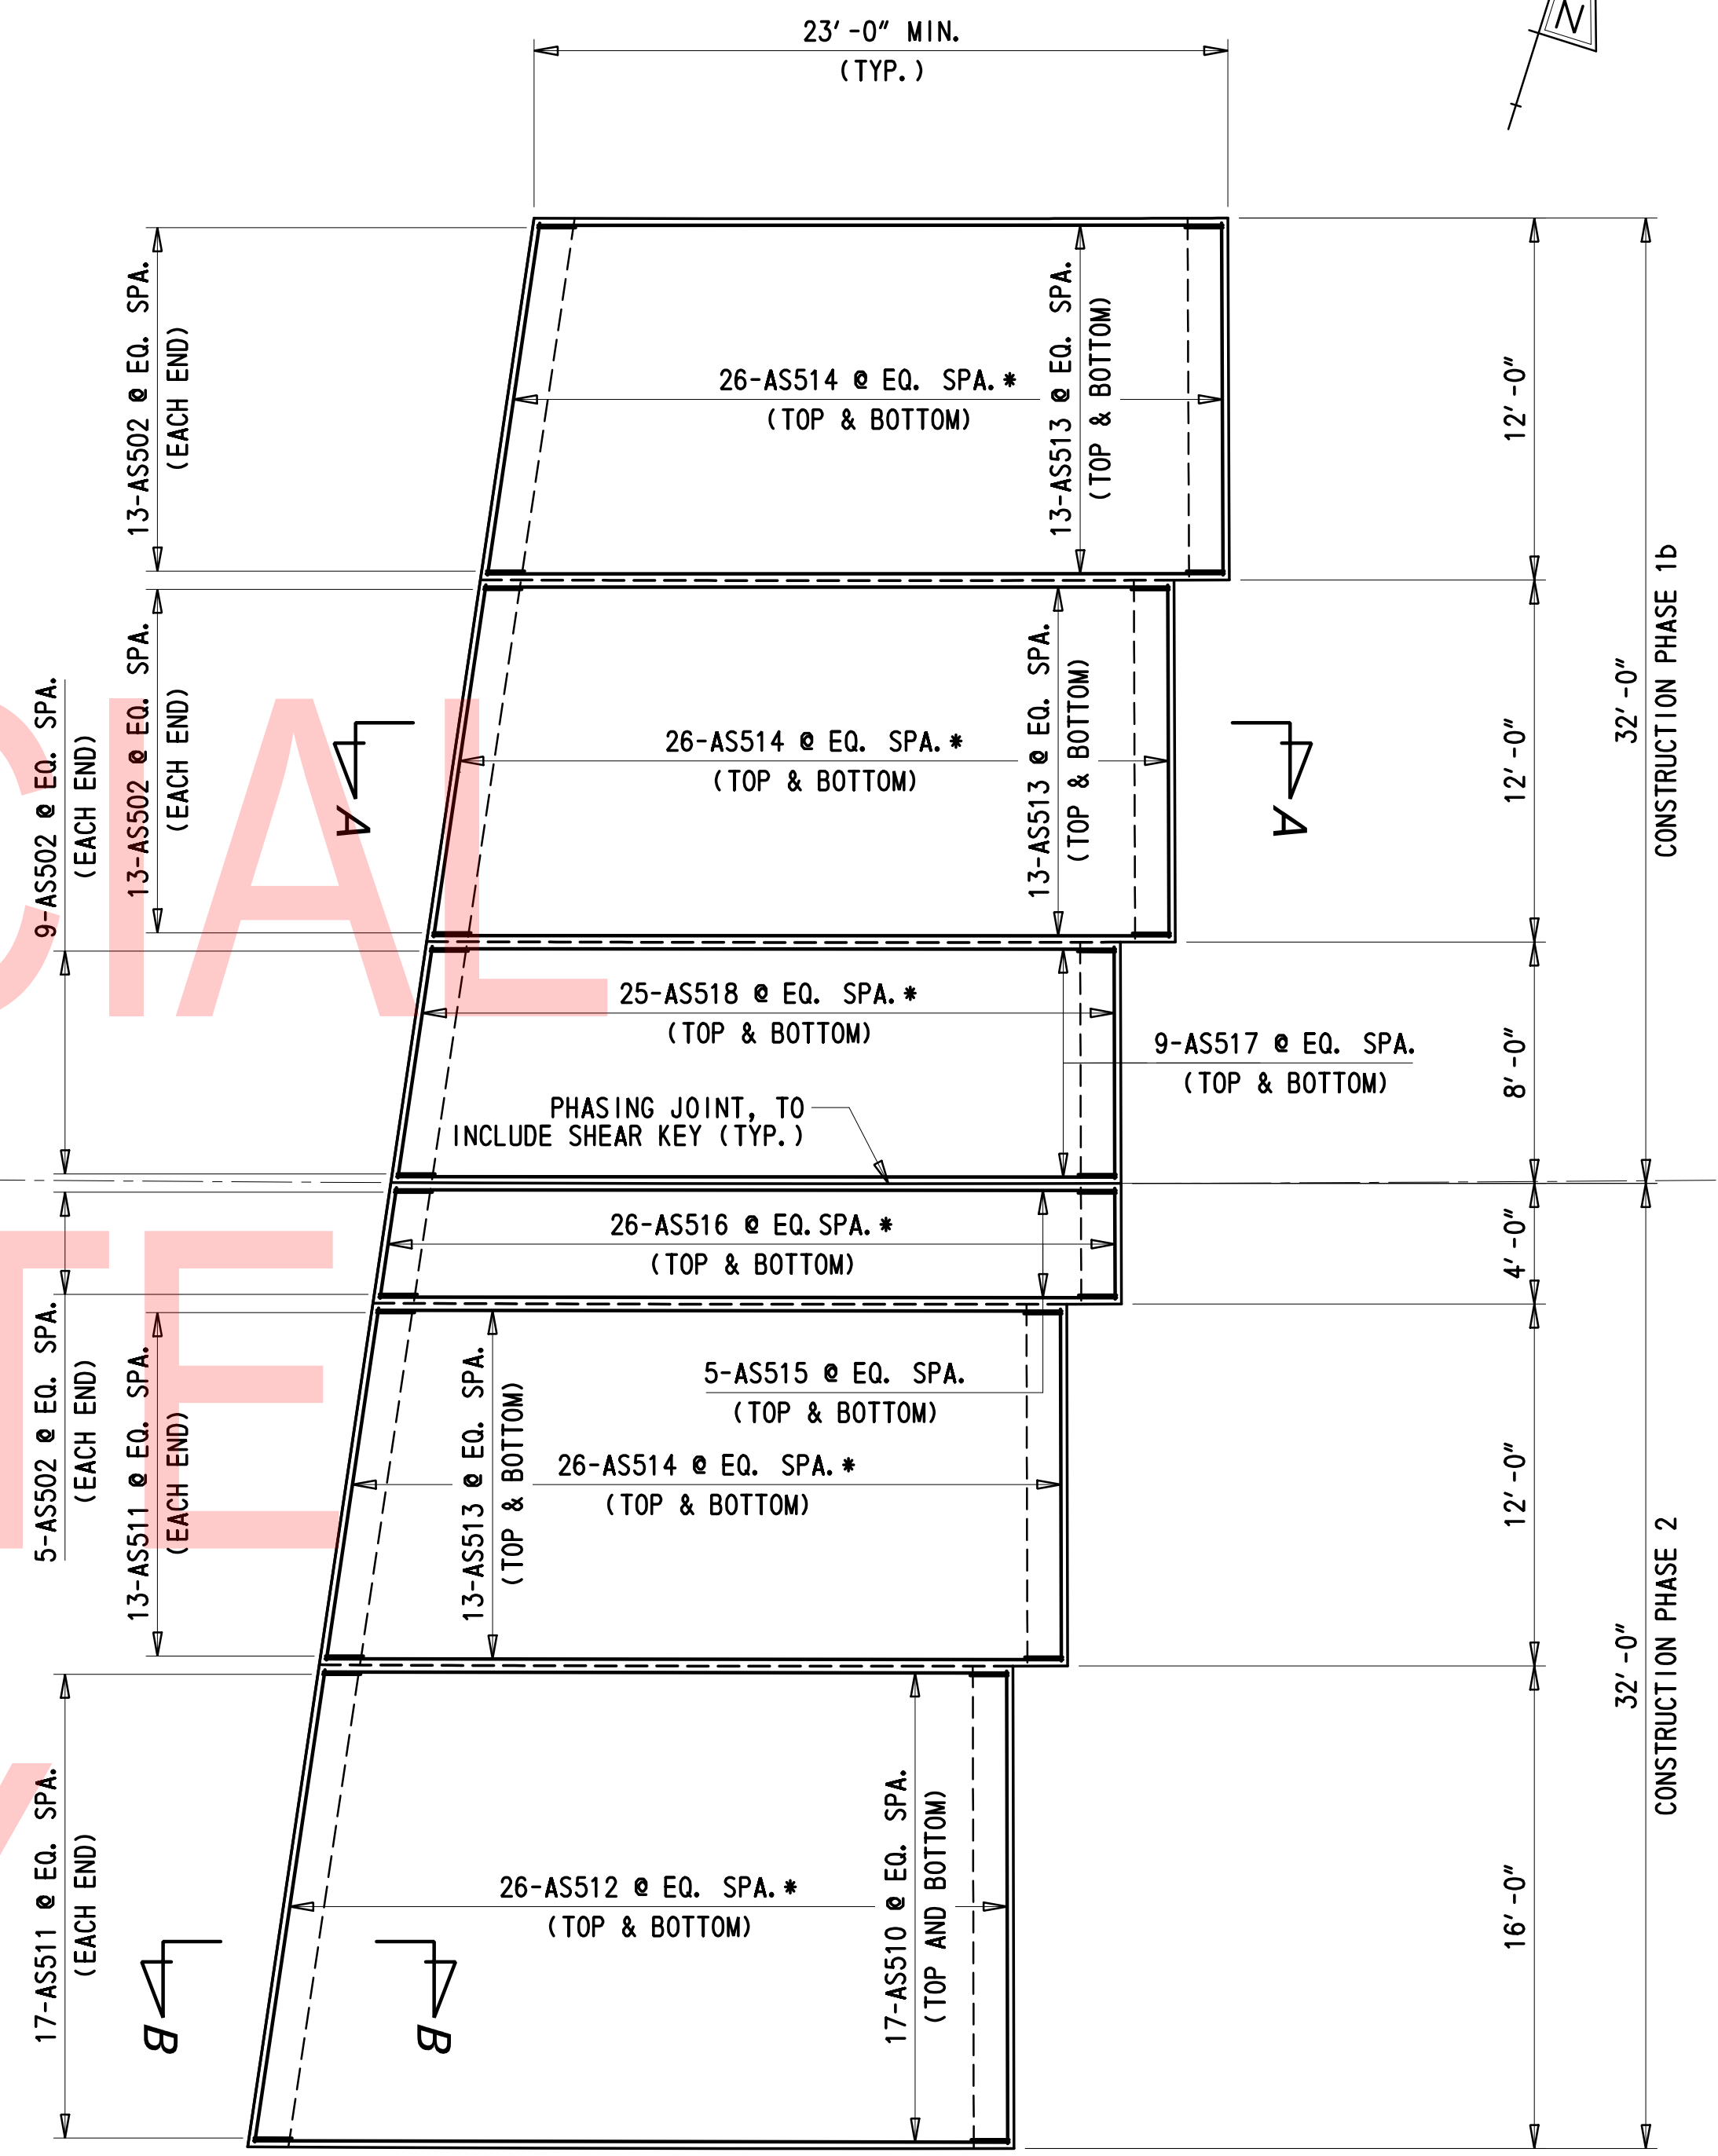 23'-0" MIN.
(TYP.)
N
13-AS502 @ EQ. SPA.
(EACH END)
26-AS514 @ EQ. SPA.*
(TOP & BOTTOM)
13-AS513 @ EQ. SPA.
(TOP & BOTTOM)
12'-0"
9-AS502 @ EQ. SPA.
(EACH END)
13-AS502 @ EQ. SPA.
(EACH END)
A
26-AS514 @ EQ. SPA.*
(TOP & BOTTOM)
13-AS513 @ EQ. SPA.
(TOP & BOTTOM)
A
12'-0"
32'-0"
CONSTRUCTION PHASE 1b
25-AS518 @ EQ. SPA.*
(TOP & BOTTOM)
9-AS517 @ EQ. SPA.
(TOP & BOTTOM)
8'-0"
PHASING JOINT, TO
INCLUDE SHEAR KEY (TYP.)
26-AS516 @ EQ.SPA.*
(TOP & BOTTOM)
4'-0"
5-AS502 @ EQ. SPA.
(EACH END)
13-AS511 @ EQ. SPA.
(EACH END)
13-AS513 @ EQ. SPA.
(TOP & BOTTOM)
5-AS515 @ EQ. SPA.
(TOP & BOTTOM)
26-AS514 @ EQ. SPA.*
(TOP & BOTTOM)
12'-0"
32'-0"
CONSTRUCTION PHASE 2
17-AS511 @ EQ. SPA.
(EACH END)
26-AS512 @ EQ. SPA.*
(TOP & BOTTOM)
17-AS510 @ EQ. SPA.
(TOP AND BOTTOM)
16'-0"
B
B
CIAL
TE